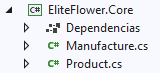 EliteFlower.Core
Dependencias
Manufacture.cs
Product.cs